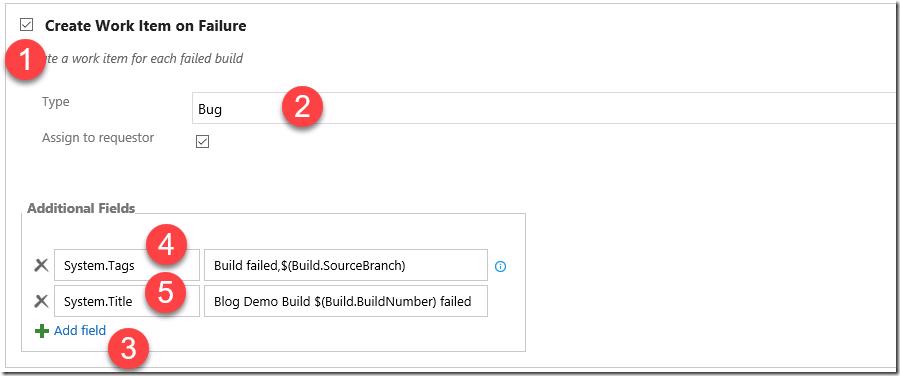 Create Work Item on Failure
1 ate a work item for each failed build
Type
Bug 2
Assign to requestor
Additional Fields
4
System.Tags Build failed,$(Build.SourceBranch)
5
System.Title Blog Demo Build $(Build.BuildNumber) failed
Add field
3